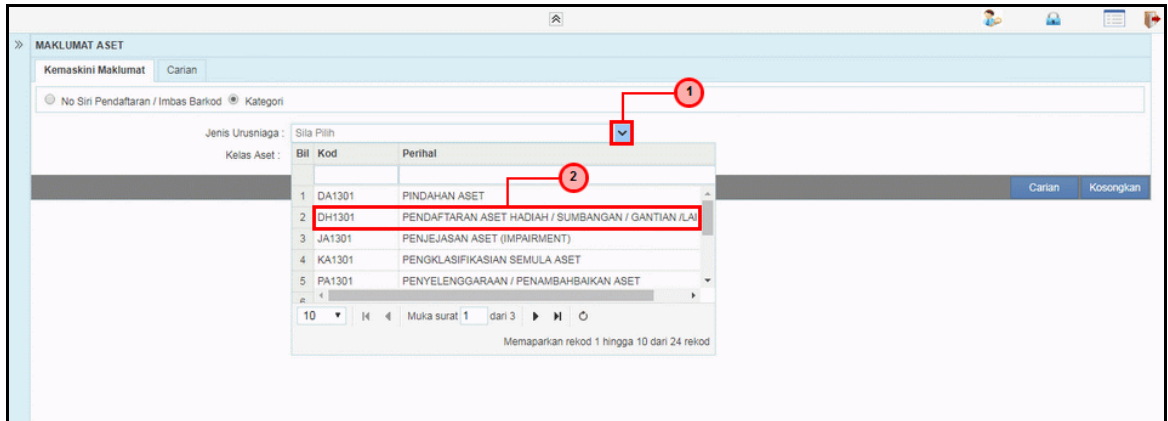 MAKLUMAT ASET
Kemaskini Maklumat Carian
No Siri Pendaftaran / Imbas Barkod Kategori
1
Jenis Urusniaga : Sila Pilih
Kelas Aset : Bil Kod Perihal
2
Carian Kosongkan
1 DA1301 PINDAHAN ASET
2 DH1301 PENDAFTARAN ASET HADIAH / SUMBANGAN / GANTIAN /LAI
3 JA1301 PENJEJASAN ASET (IMPAIRMENT)
4 KA1301 PENGKLASIFIKASIAN SEMULA ASET
5 PA1301 PENYELENGGARAAN / PENAMBAHBAIKAN ASET
10 Muka surat 1 dari 3
Memaparkan rekod 1 hingga 10 dari 24 rekod